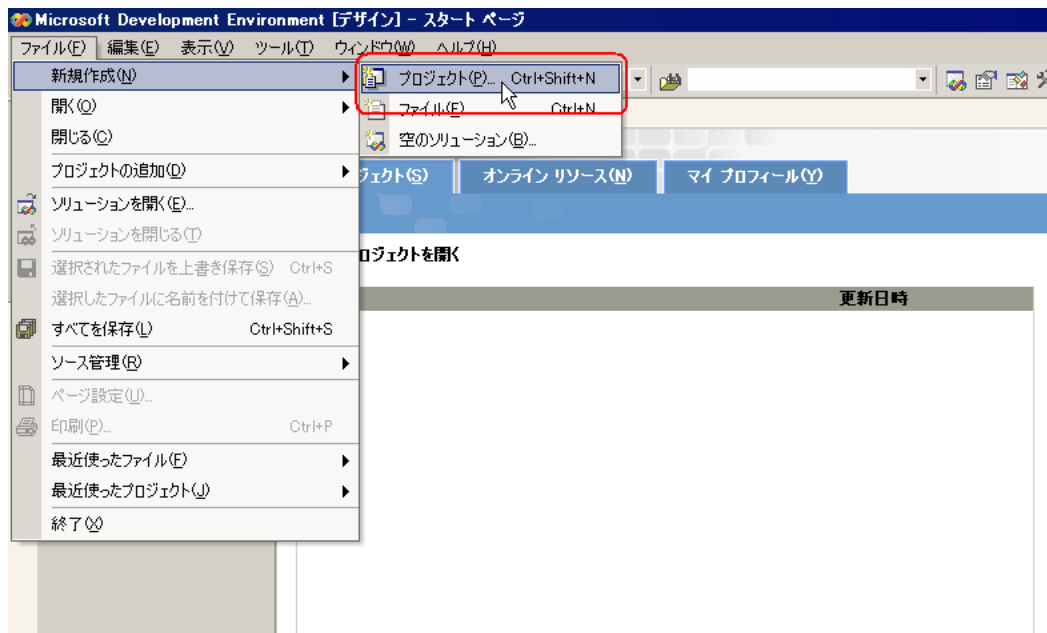 Microsoft Development Environment [デザイン] - スタート ページ
ファイル(F) 編集(E) 表示(V) ツール(T) ウィンドウ(W) ヘルプ(H)
新規作成(N)
プロジェクト(P)... Ctrl+Shift+N
ファイル(F)... Ctrl+N
空のソリューション(B)...
開く(O)
閉じる(C)
プロジェクトの追加(D)
ソリューションを開く(E)...
ソリューションを閉じる(T)
選択されたファイルを上書き保存(S) Ctrl+S
選択したファイルに名前を付けて保存(A)...
すべてを保存(L) Ctrl+Shift+S
ソース管理(R)
ページ設定(U)...
印刷(P)... Ctrl+P
最近使ったファイル(F)
最近使ったプロジェクト(J)
終了(X)
ジェクト(S) オンライン リソース(N) マイ プロフィール(Y)
ロジェクトを開く
更新日時